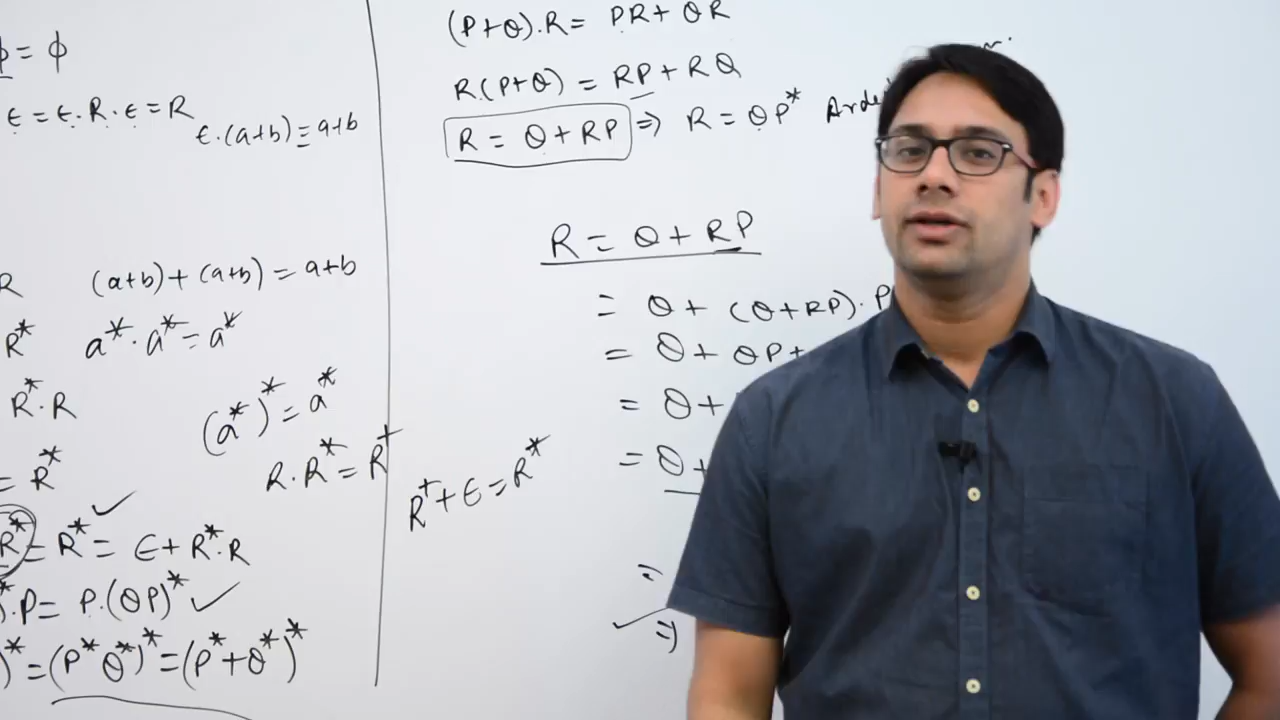 ϕ = ϕ
ϵ = ϵ.R.ϵ = R
ϵ.(a+b) = a+b
R
(a+b) + (a+b) = a+b
R*
a*.a* = a*
R*.R
(a*)* = a*
= R*
R.R* = R⁺
R⁺+ϵ = R*
R* = R* = ϵ + R*.R ✓
*.P = P.(QP)* ✓
)* = (P*Q*)* = (P*+Q*)*
(P+Q).R = PR + QR
R.(P+Q) = RP + RQ
R = Q + RP ⇒ R = QP*
R = Q + RP
= Q + (Q+RP).P
= Q + QP +
= Q +
= Q +
=
✓ ⇒